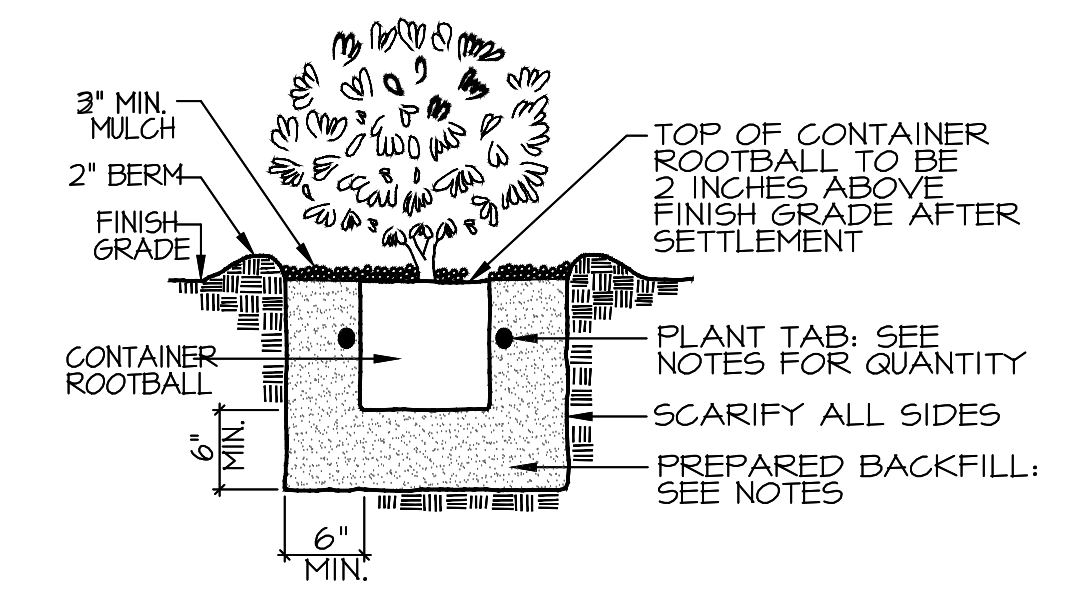 3" MIN.
MULCH
2" BERM
FINISH
GRADE
CONTAINER
ROOTBALL
6"
MIN.
6"
MIN.
TOP OF CONTAINER
ROOTBALL TO BE
2 INCHES ABOVE
FINISH GRADE AFTER
SETTLEMENT
PLANT TAB: SEE
NOTES FOR QUANTITY
SCARIFY ALL SIDES
PREPARED BACKFILL:
SEE NOTES